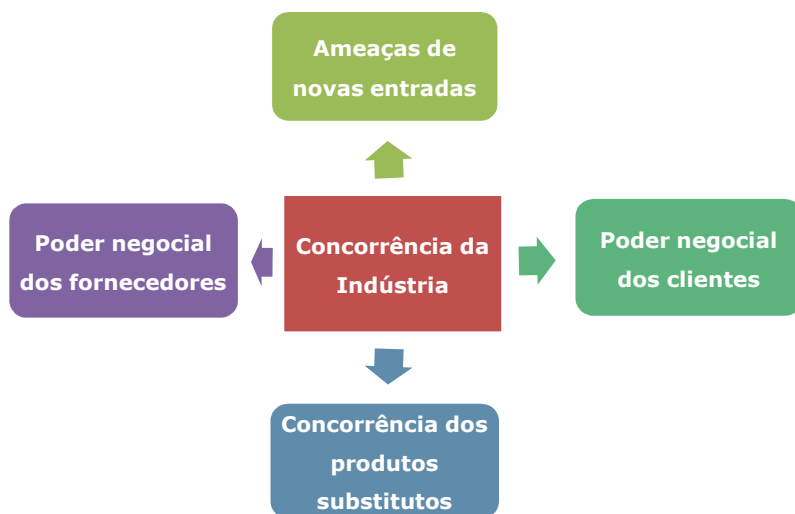 Ameaças de
novas entradas
Poder negocial
dos fornecedores
Concorrência da
Indústria
Poder negocial
dos clientes
Concorrência dos
produtos
substitutos